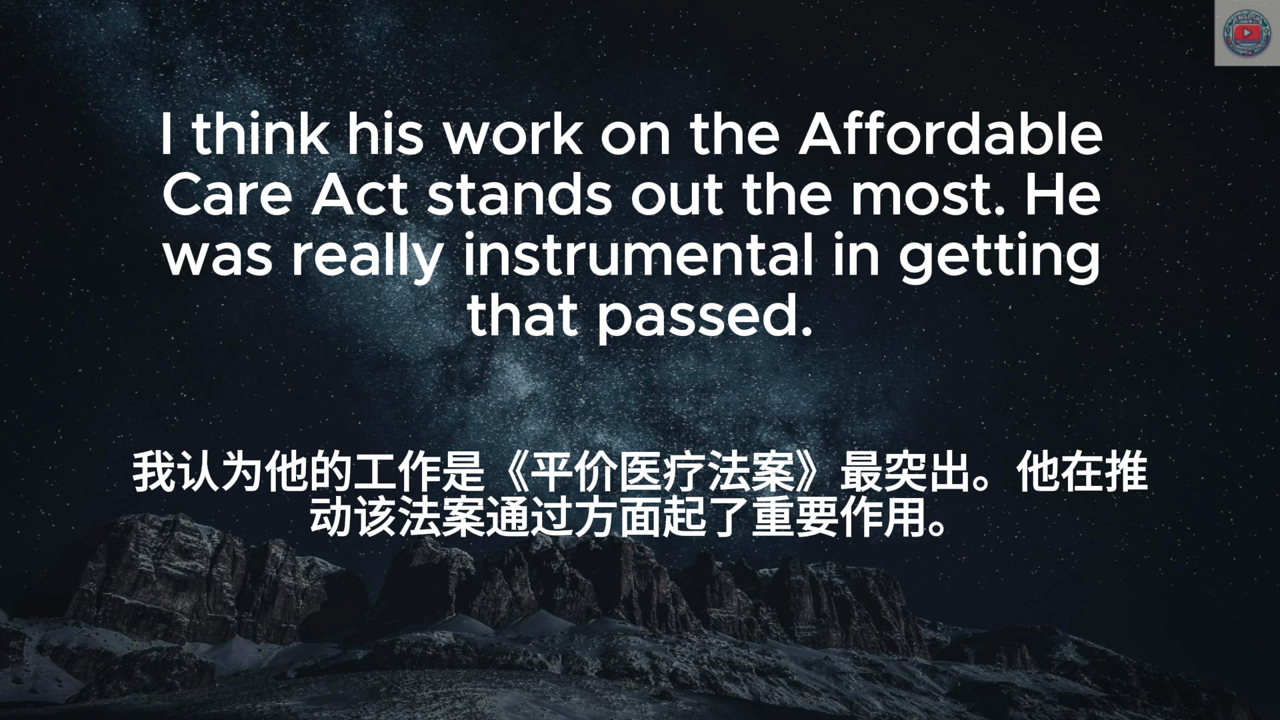 I think his work on the Affordable
Care Act stands out the most. He
was really instrumental in getting
that passed.
我认为他的工作是《平价医疗法案》最突出。他在推
动该法案通过方面起了重要作用。